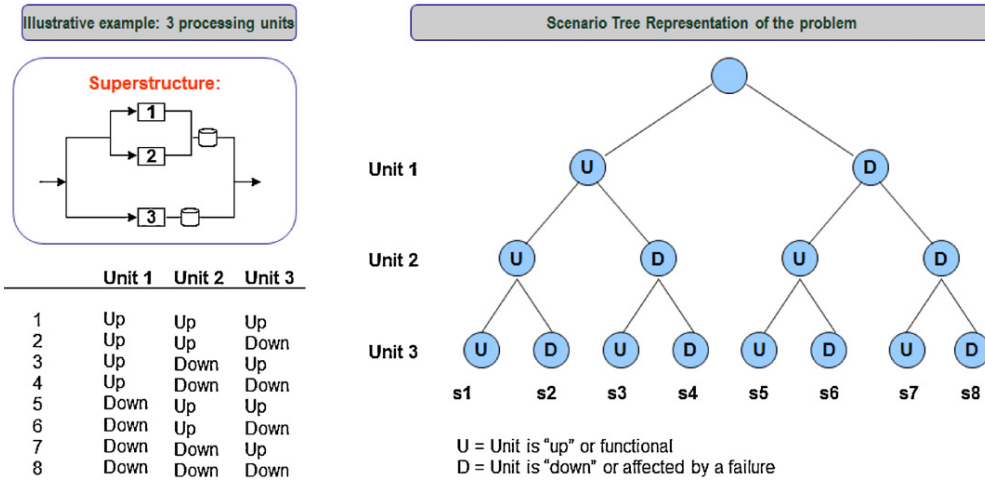 Illustrative example: 3 processing units
Superstructure:
1
2
3
Unit 1 Unit 2 Unit 3
1 Up Up Up
2 Up Up Down
3 Up Down Up
4 Up Down Down
5 Down Up Up
6 Down Up Down
7 Down Down Up
8 Down Down Down
Scenario Tree Representation of the problem
Unit 1 U D
Unit 2 U D U D
Unit 3 U D U D U D U D
s1 s2 s3 s4 s5 s6 s7 s8
U = Unit is “up” or functional
D = Unit is “down” or affected by a failure